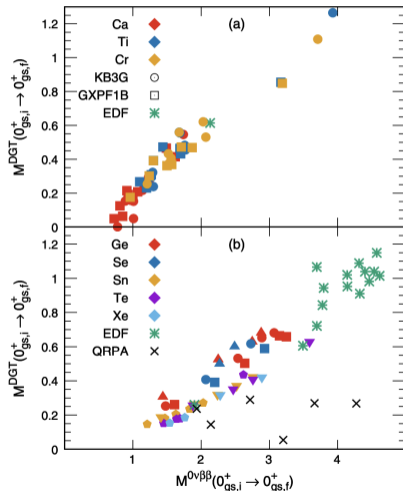 (a)
Ca
Ti
Cr
KB3G
GXPF1B
EDF
1.2
1
0.8
0.6
0.4
0.2
0
M^DGT(0^+_gs,i → 0^+_gs,f)
(b)
Ge
Se
Sn
Te
Xe
EDF
QRPA
1.2
1
0.8
0.6
0.4
0.2
0
M^DGT(0^+_gs,i → 0^+_gs,f)
0 1 2 3 4
M^0νββ(0^+_gs,i → 0^+_gs,f)